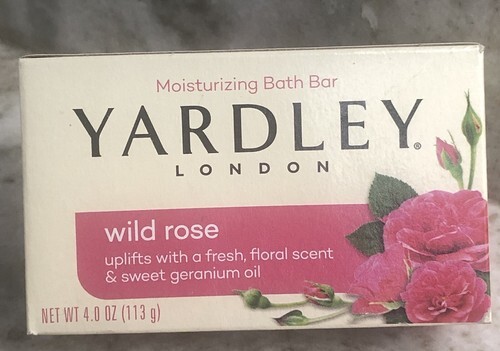 Moisturizing Bath Bar
YARDLEY®
LONDON
wild rose
uplifts with a fresh, floral scent
& sweet geranium oil
NET WT 4.0 OZ (113 g)